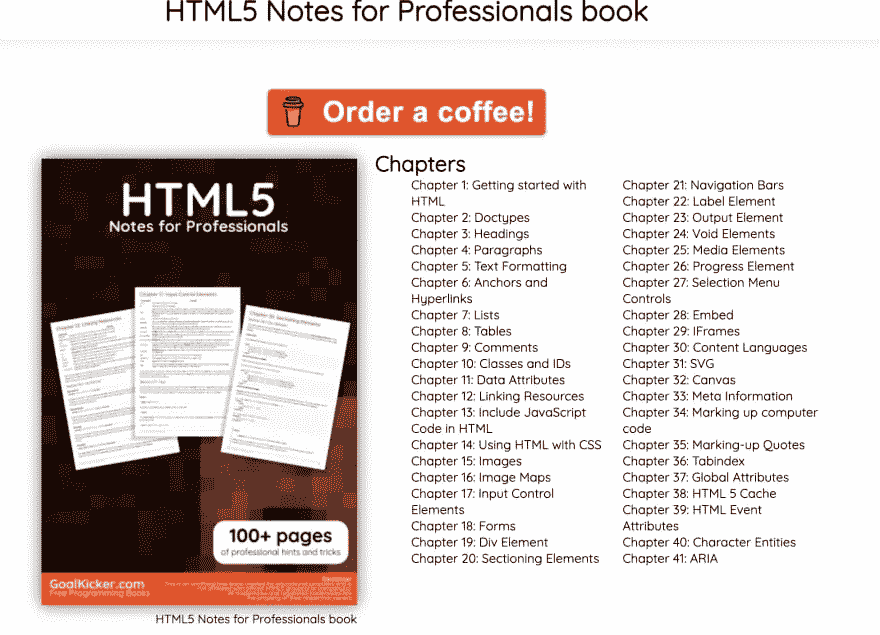 HTML5 Notes for Professionals book
Order a coffee!
HTML5
Notes for Professionals
100+ pages
of professional hints and tricks
GoalKicker.com
Free Programming Books
HTML5 Notes for Professionals book
Chapters
Chapter 1: Getting started with
HTML
Chapter 2: Doctypes
Chapter 3: Headings
Chapter 4: Paragraphs
Chapter 5: Text Formatting
Chapter 6: Anchors and
Hyperlinks
Chapter 7: Lists
Chapter 8: Tables
Chapter 9: Comments
Chapter 10: Classes and IDs
Chapter 11: Data Attributes
Chapter 12: Linking Resources
Chapter 13: Include JavaScript
Code in HTML
Chapter 14: Using HTML with CSS
Chapter 15: Images
Chapter 16: Image Maps
Chapter 17: Input Control
Elements
Chapter 18: Forms
Chapter 19: Div Element
Chapter 20: Sectioning Elements
Chapter 21: Navigation Bars
Chapter 22: Label Element
Chapter 23: Output Element
Chapter 24: Void Elements
Chapter 25: Media Elements
Chapter 26: Progress Element
Chapter 27: Selection Menu
Controls
Chapter 28: Embed
Chapter 29: IFrames
Chapter 30: Content Languages
Chapter 31: SVG
Chapter 32: Canvas
Chapter 33: Meta Information
Chapter 34: Marking up computer
code
Chapter 35: Marking-up Quotes
Chapter 36: Tabindex
Chapter 37: Global Attributes
Chapter 38: HTML 5 Cache
Chapter 39: HTML Event
Attributes
Chapter 40: Character Entities
Chapter 41: ARIA